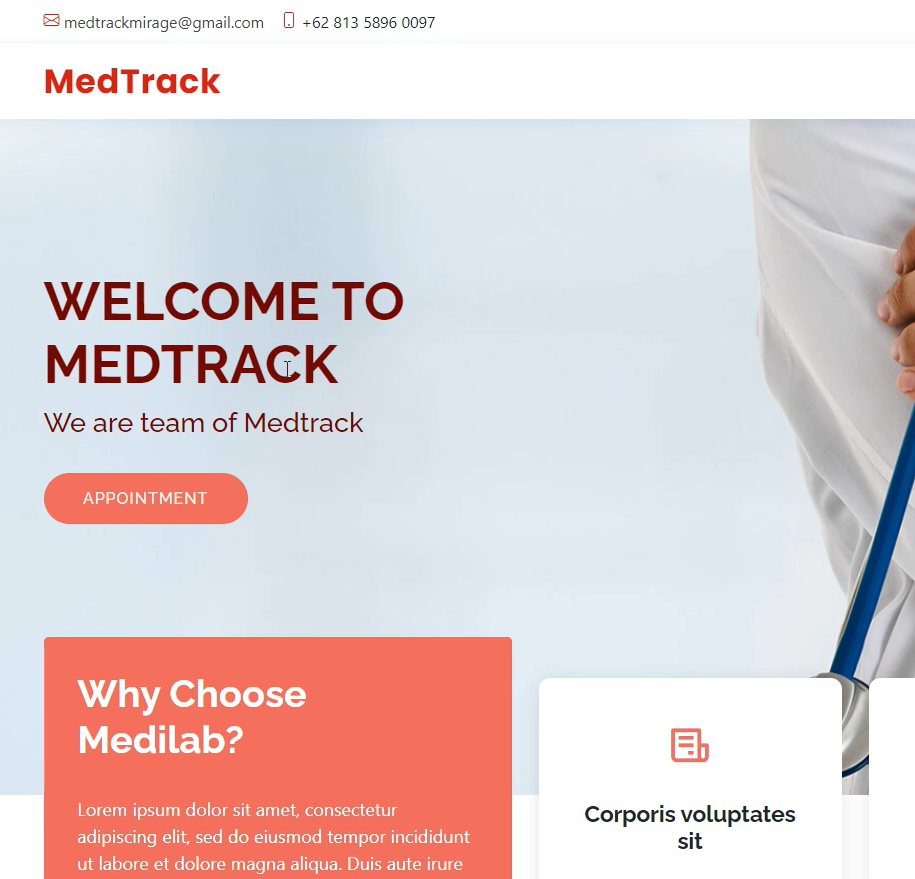 medtrackmirage@gmail.com +62 813 5896 0097
MedTrack
WELCOME TO
MEDTRACK
We are team of Medtrack
APPOINTMENT
Why Choose
Medilab?
Lorem ipsum dolor sit amet, consectetur
adipiscing elit, sed do eiusmod tempor incididunt
ut labore et dolore magna aliqua. Duis aute irure
Corporis voluptates
sit